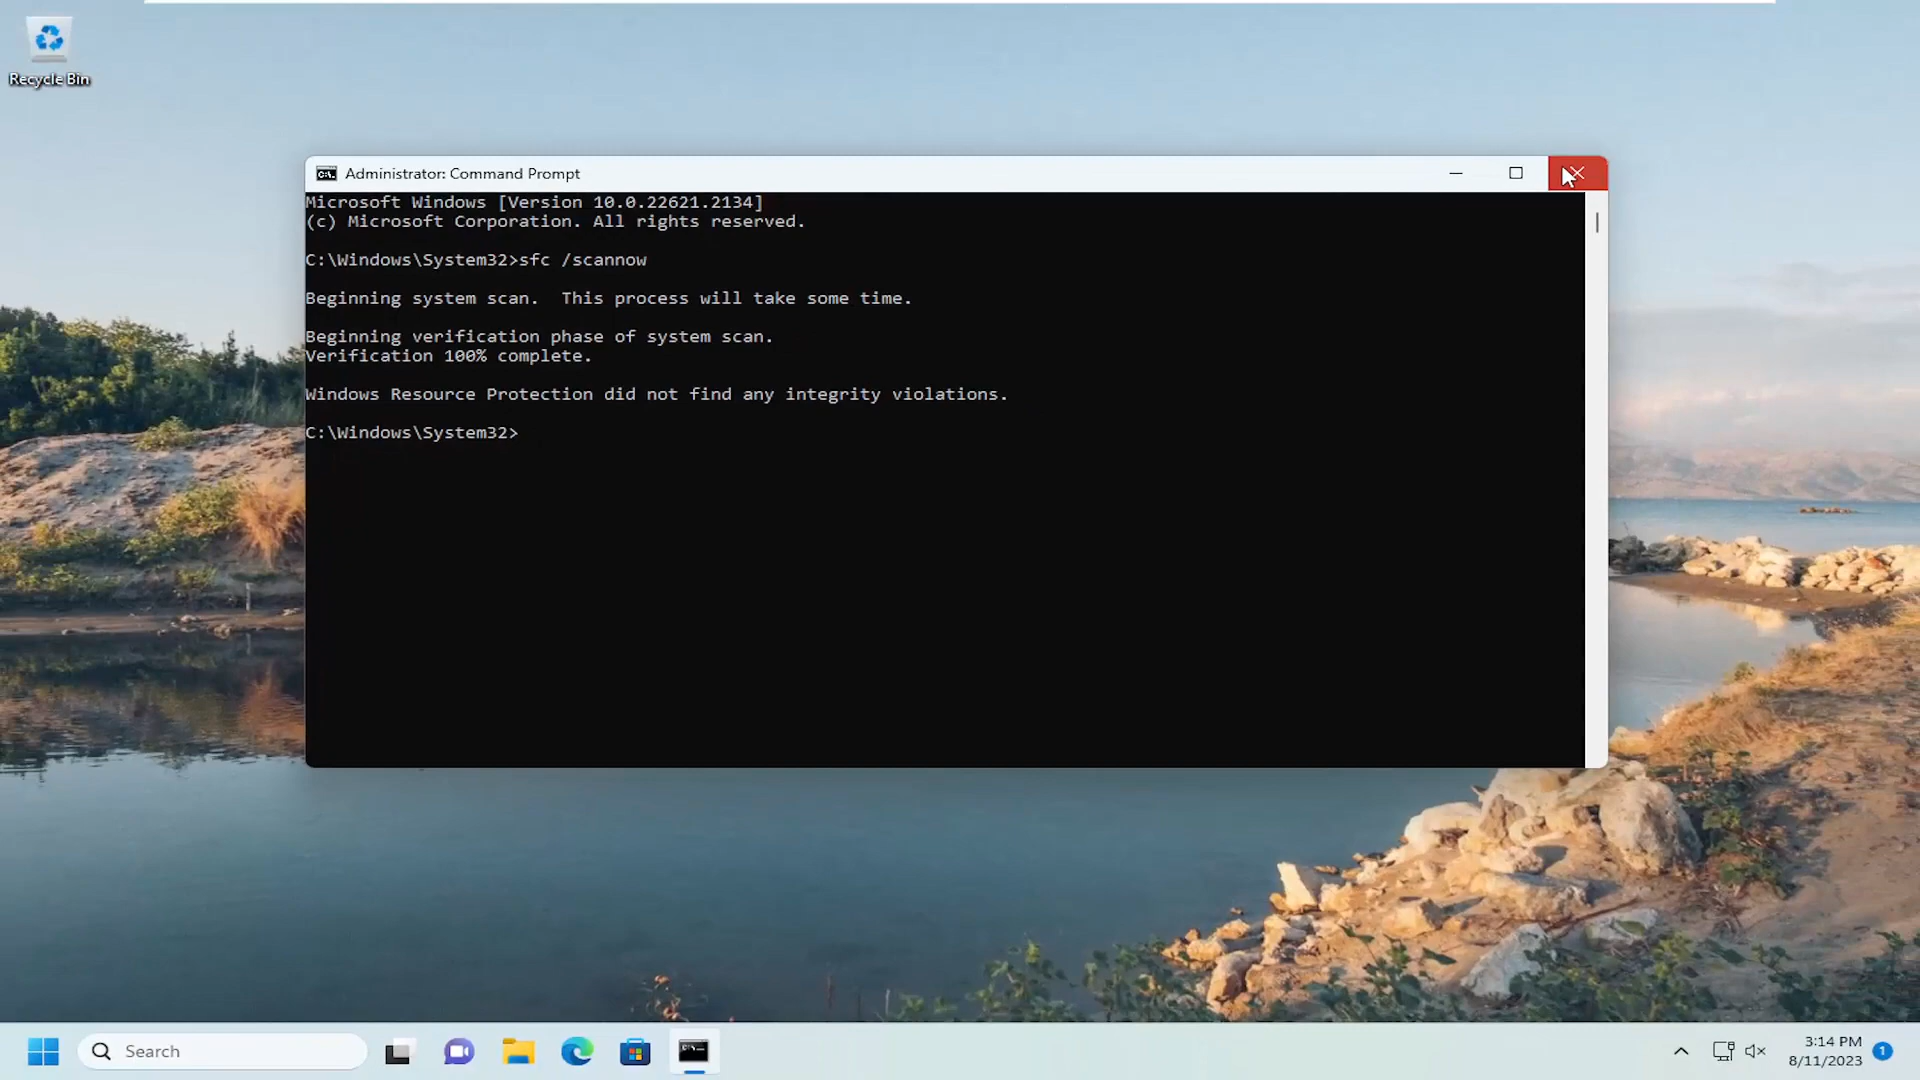 Recycle Bin
Administrator: Command Prompt
Microsoft Windows [Version 10.0.22621.2134]
(c) Microsoft Corporation. All rights reserved.
C:\Windows\System32>sfc /scannow
Beginning system scan.  This process will take some time.
Beginning verification phase of system scan.
Verification 100% complete.
Windows Resource Protection did not find any integrity violations.
C:\Windows\System32>
Search
3:14 PM
8/11/2023
1